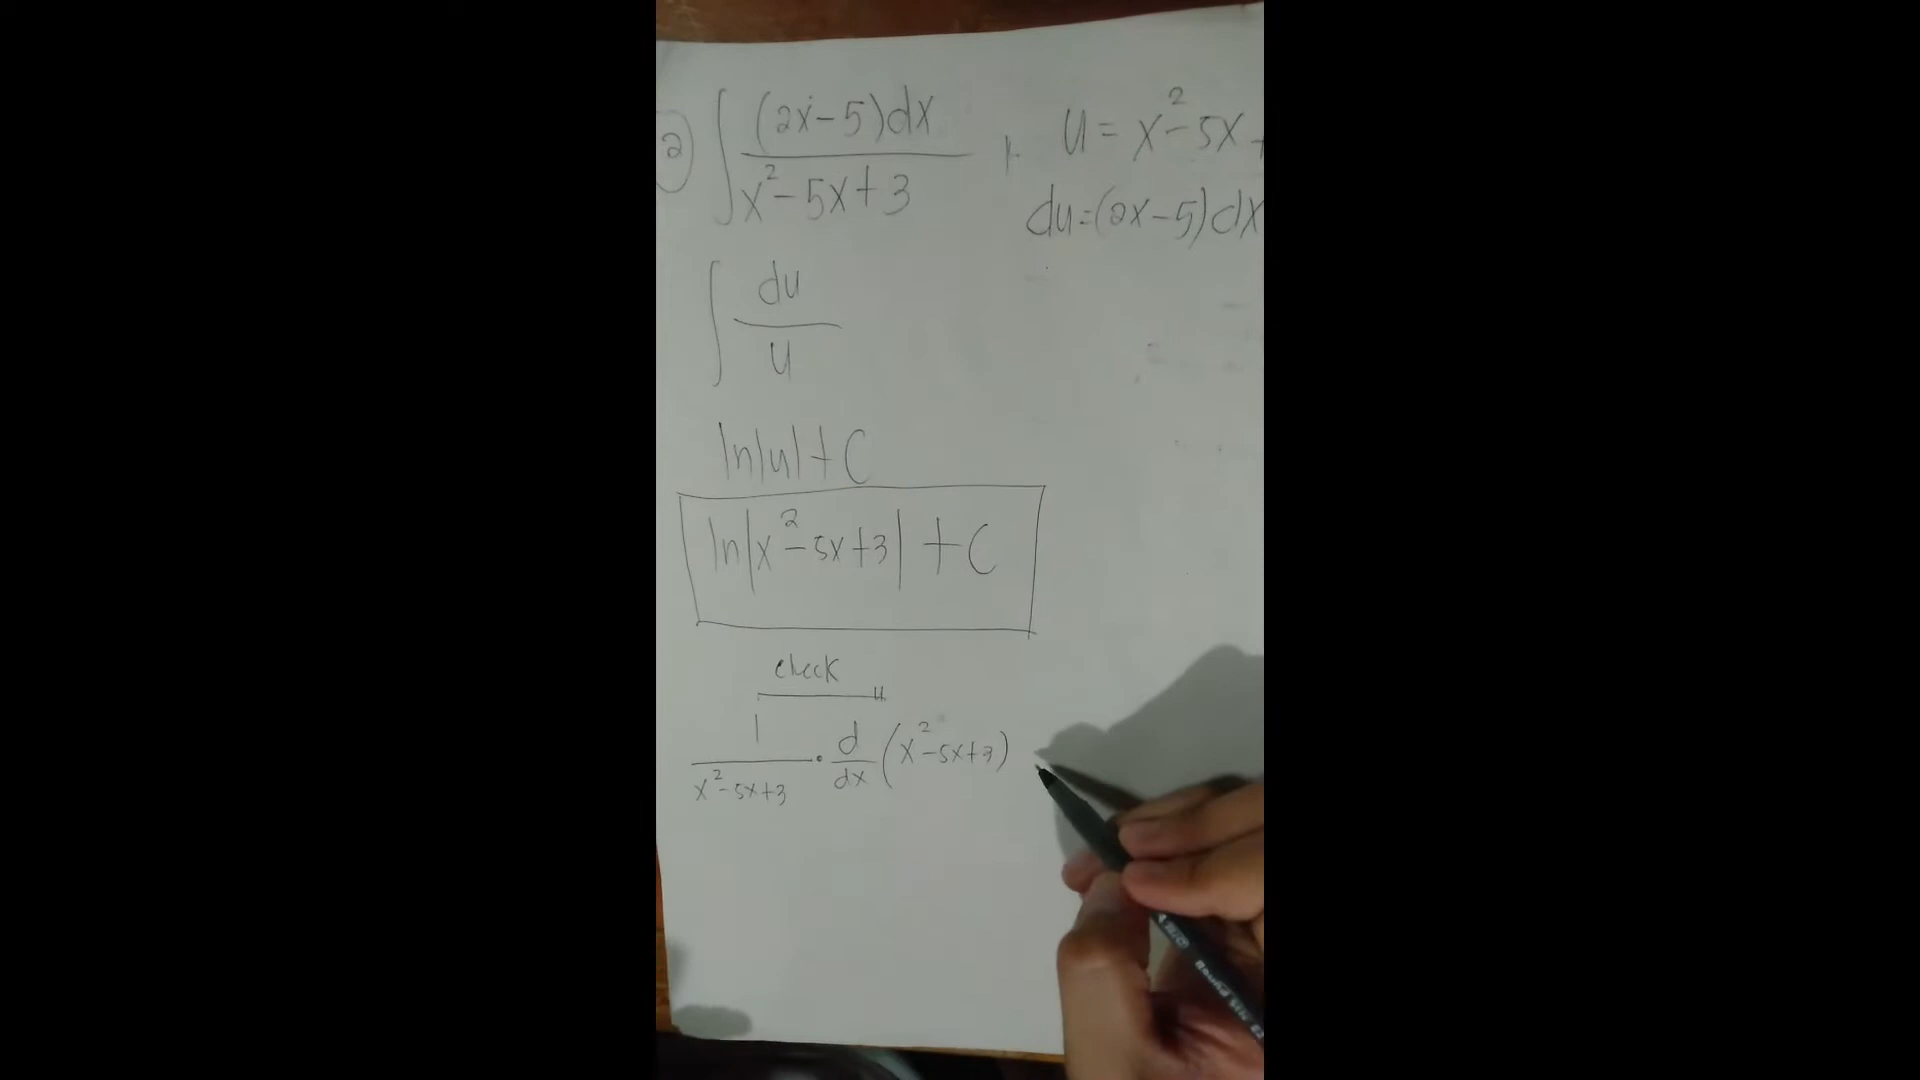 ② ∫ (2x-5)dx / x²-5x+3
u = x²-5x+
du=(2x-5)dx
∫ du / u
ln|u|+C
ln|x²-5x+3| +C
check
1 / x²-5x+3 · d/dx (x²-5x+3)